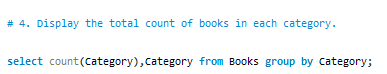 # 4. Display the total count of books in each category.
select count(Category),Category from Books group by Category;